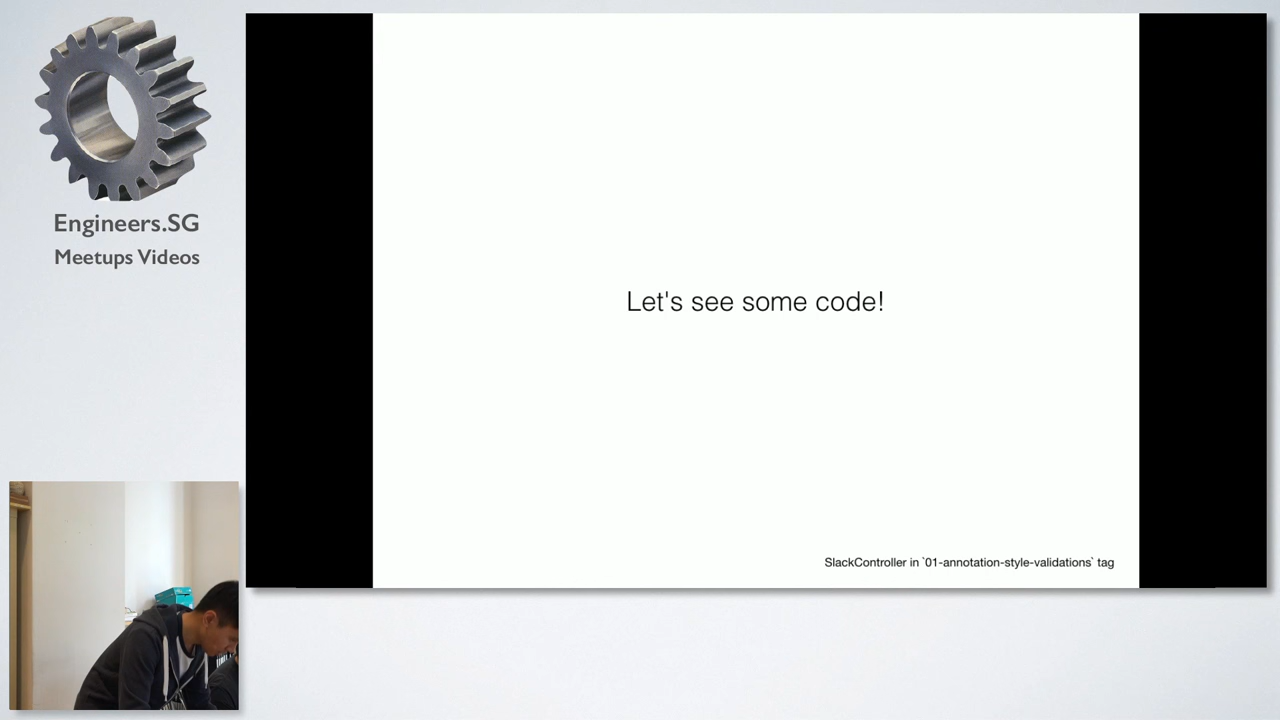 Engineers.SG
Meetups Videos
Let's see some code!
SlackController in `01-annotation-style-validations` tag